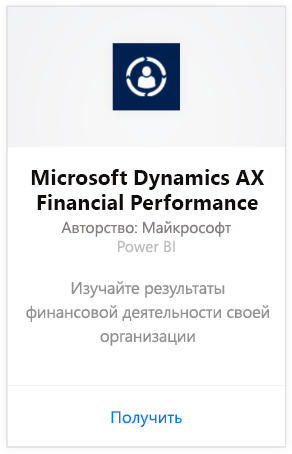 Microsoft Dynamics AX
Financial Performance
Авторство: Майкрософт
Power BI
Изучайте результаты
финансовой деятельности своей
организации
Получить